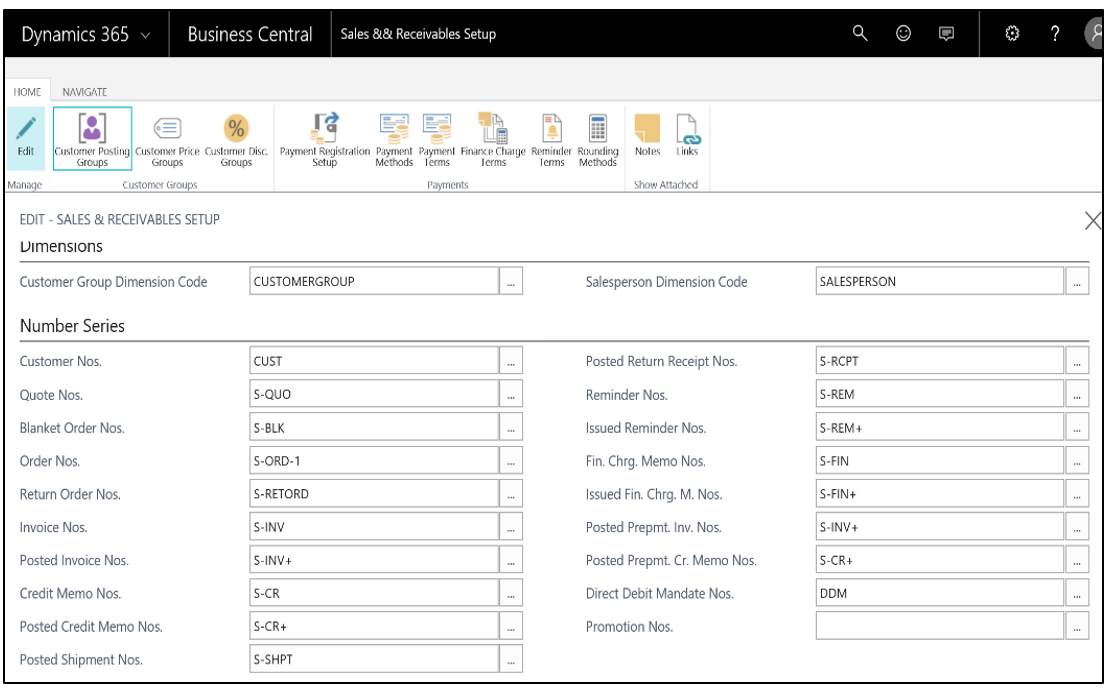 Dynamics 365 Business Central Sales && Receivables Setup ?
HOME NAVIGATE
Edit Customer Posting Groups Customer Price Groups Customer Disc. Groups Payment Registration Setup Payment Methods Payment Terms Finance Charge Terms Reminder Terms Rounding Methods Notes Links
Manage Customer Groups Payments Show Attached
EDIT - SALES & RECEIVABLES SETUP
Dimensions
Customer Group Dimension Code CUSTOMERGROUP ... Salesperson Dimension Code SALESPERSON ...
Number Series
Customer Nos. CUST ... Posted Return Receipt Nos. S-RCPT ...
Quote Nos. S-QUO ... Reminder Nos. S-REM ...
Blanket Order Nos. S-BLK ... Issued Reminder Nos. S-REM+ ...
Order Nos. S-ORD-1 ... Fin. Chrg. Memo Nos. S-FIN ...
Return Order Nos. S-RETORD ... Issued Fin. Chrg. M. Nos. S-FIN+ ...
Invoice Nos. S-INV ... Posted Prepmt. Inv. Nos. S-INV+ ...
Posted Invoice Nos. S-INV+ ... Posted Prepmt. Cr. Memo Nos. S-CR+ ...
Credit Memo Nos. S-CR ... Direct Debit Mandate Nos. DDM ...
Posted Credit Memo Nos. S-CR+ ... Promotion Nos. ...
Posted Shipment Nos. S-SHPT ...